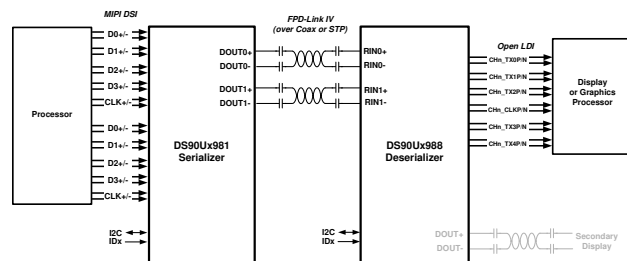 MIPI DSI
FPD-Link IV
(over Coax or STP)
Open LDI
Processor
D0+/-
D1+/-
D2+/-
D3+/-
CLK+/-
D0+/-
D1+/-
D2+/-
D3+/-
CLK+/-
I2C
IDx
DS90Ux981
Serializer
DOUT0+
DOUT0-
DOUT1+
DOUT1-
RIN0+
RIN0-
RIN1+
RIN1-
DS90Ux988
Deserializer
I2C
IDx
DOUT+
DOUT-
CHn_TX0P/N
CHn_TX1P/N
CHn_TX2P/N
CHn_CLKP/N
CHn_TX3P/N
CHn_TX4P/N
Display
or Graphics
Processor
Secondary
Display